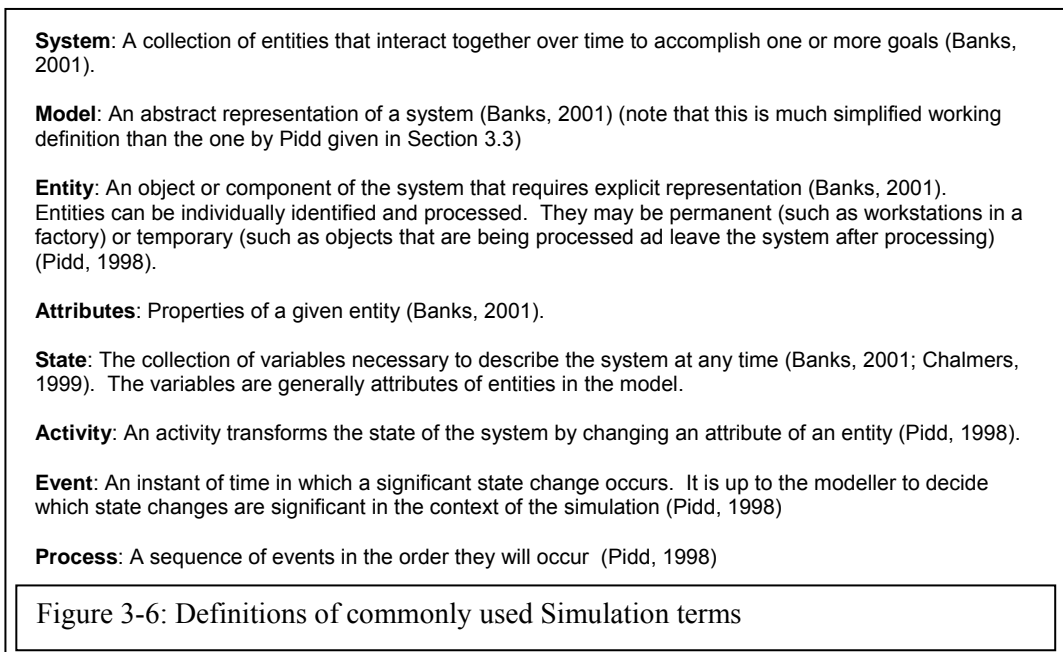 System: A collection of entities that interact together over time to accomplish one or more goals (Banks,
2001).
Model: An abstract representation of a system (Banks, 2001) (note that this is much simplified working
definition than the one by Pidd given in Section 3.3)
Entity: An object or component of the system that requires explicit representation (Banks, 2001).
Entities can be individually identified and processed.  They may be permanent (such as workstations in a
factory) or temporary (such as objects that are being processed ad leave the system after processing)
(Pidd, 1998).
Attributes: Properties of a given entity (Banks, 2001).
State: The collection of variables necessary to describe the system at any time (Banks, 2001; Chalmers,
1999).  The variables are generally attributes of entities in the model.
Activity: An activity transforms the state of the system by changing an attribute of an entity (Pidd, 1998).
Event: An instant of time in which a significant state change occurs.  It is up to the modeller to decide
which state changes are significant in the context of the simulation (Pidd, 1998)
Process: A sequence of events in the order they will occur  (Pidd, 1998)
Figure 3-6: Definitions of commonly used Simulation terms